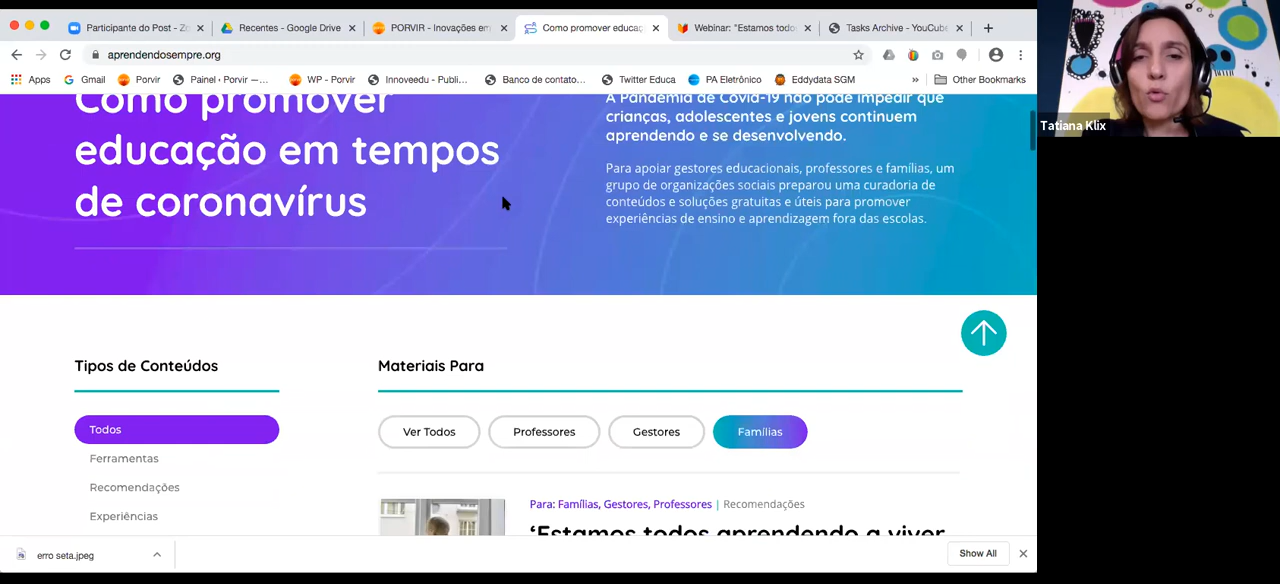 Participante do Post - Zo
Recentes - Google Drive
PORVIR - Inovações em
Como promover educaç
Webinar: "Estamos todo
Tasks Archive - YouCube
aprendendosempre.org
Apps
Gmail
Porvir
Painel ‹ Porvir —...
WP - Porvir
Innoveedu - Publi...
Banco de contato...
Twitter Educa
PA Eletrônico
Eddydata SGM
»
Other Bookmarks
Como promover
educação em tempos
de coronavírus
A Pandemia de Covid-19 não pode impedir que
crianças, adolescentes e jovens continuem
aprendendo e se desenvolvendo.
Para apoiar gestores educacionais, professores e famílias, um
grupo de organizações sociais preparou uma curadoria de
conteúdos e soluções gratuitas e úteis para promover
experiências de ensino e aprendizagem fora das escolas.
Tipos de Conteúdos
Todos
Ferramentas
Recomendações
Experiências
Materiais Para
Ver Todos
Professores
Gestores
Famílias
Para: Famílias, Gestores, Professores | Recomendações
'Estamos todos aprendendo a viver
erro seta.jpeg
Show All
Tatiana Klix